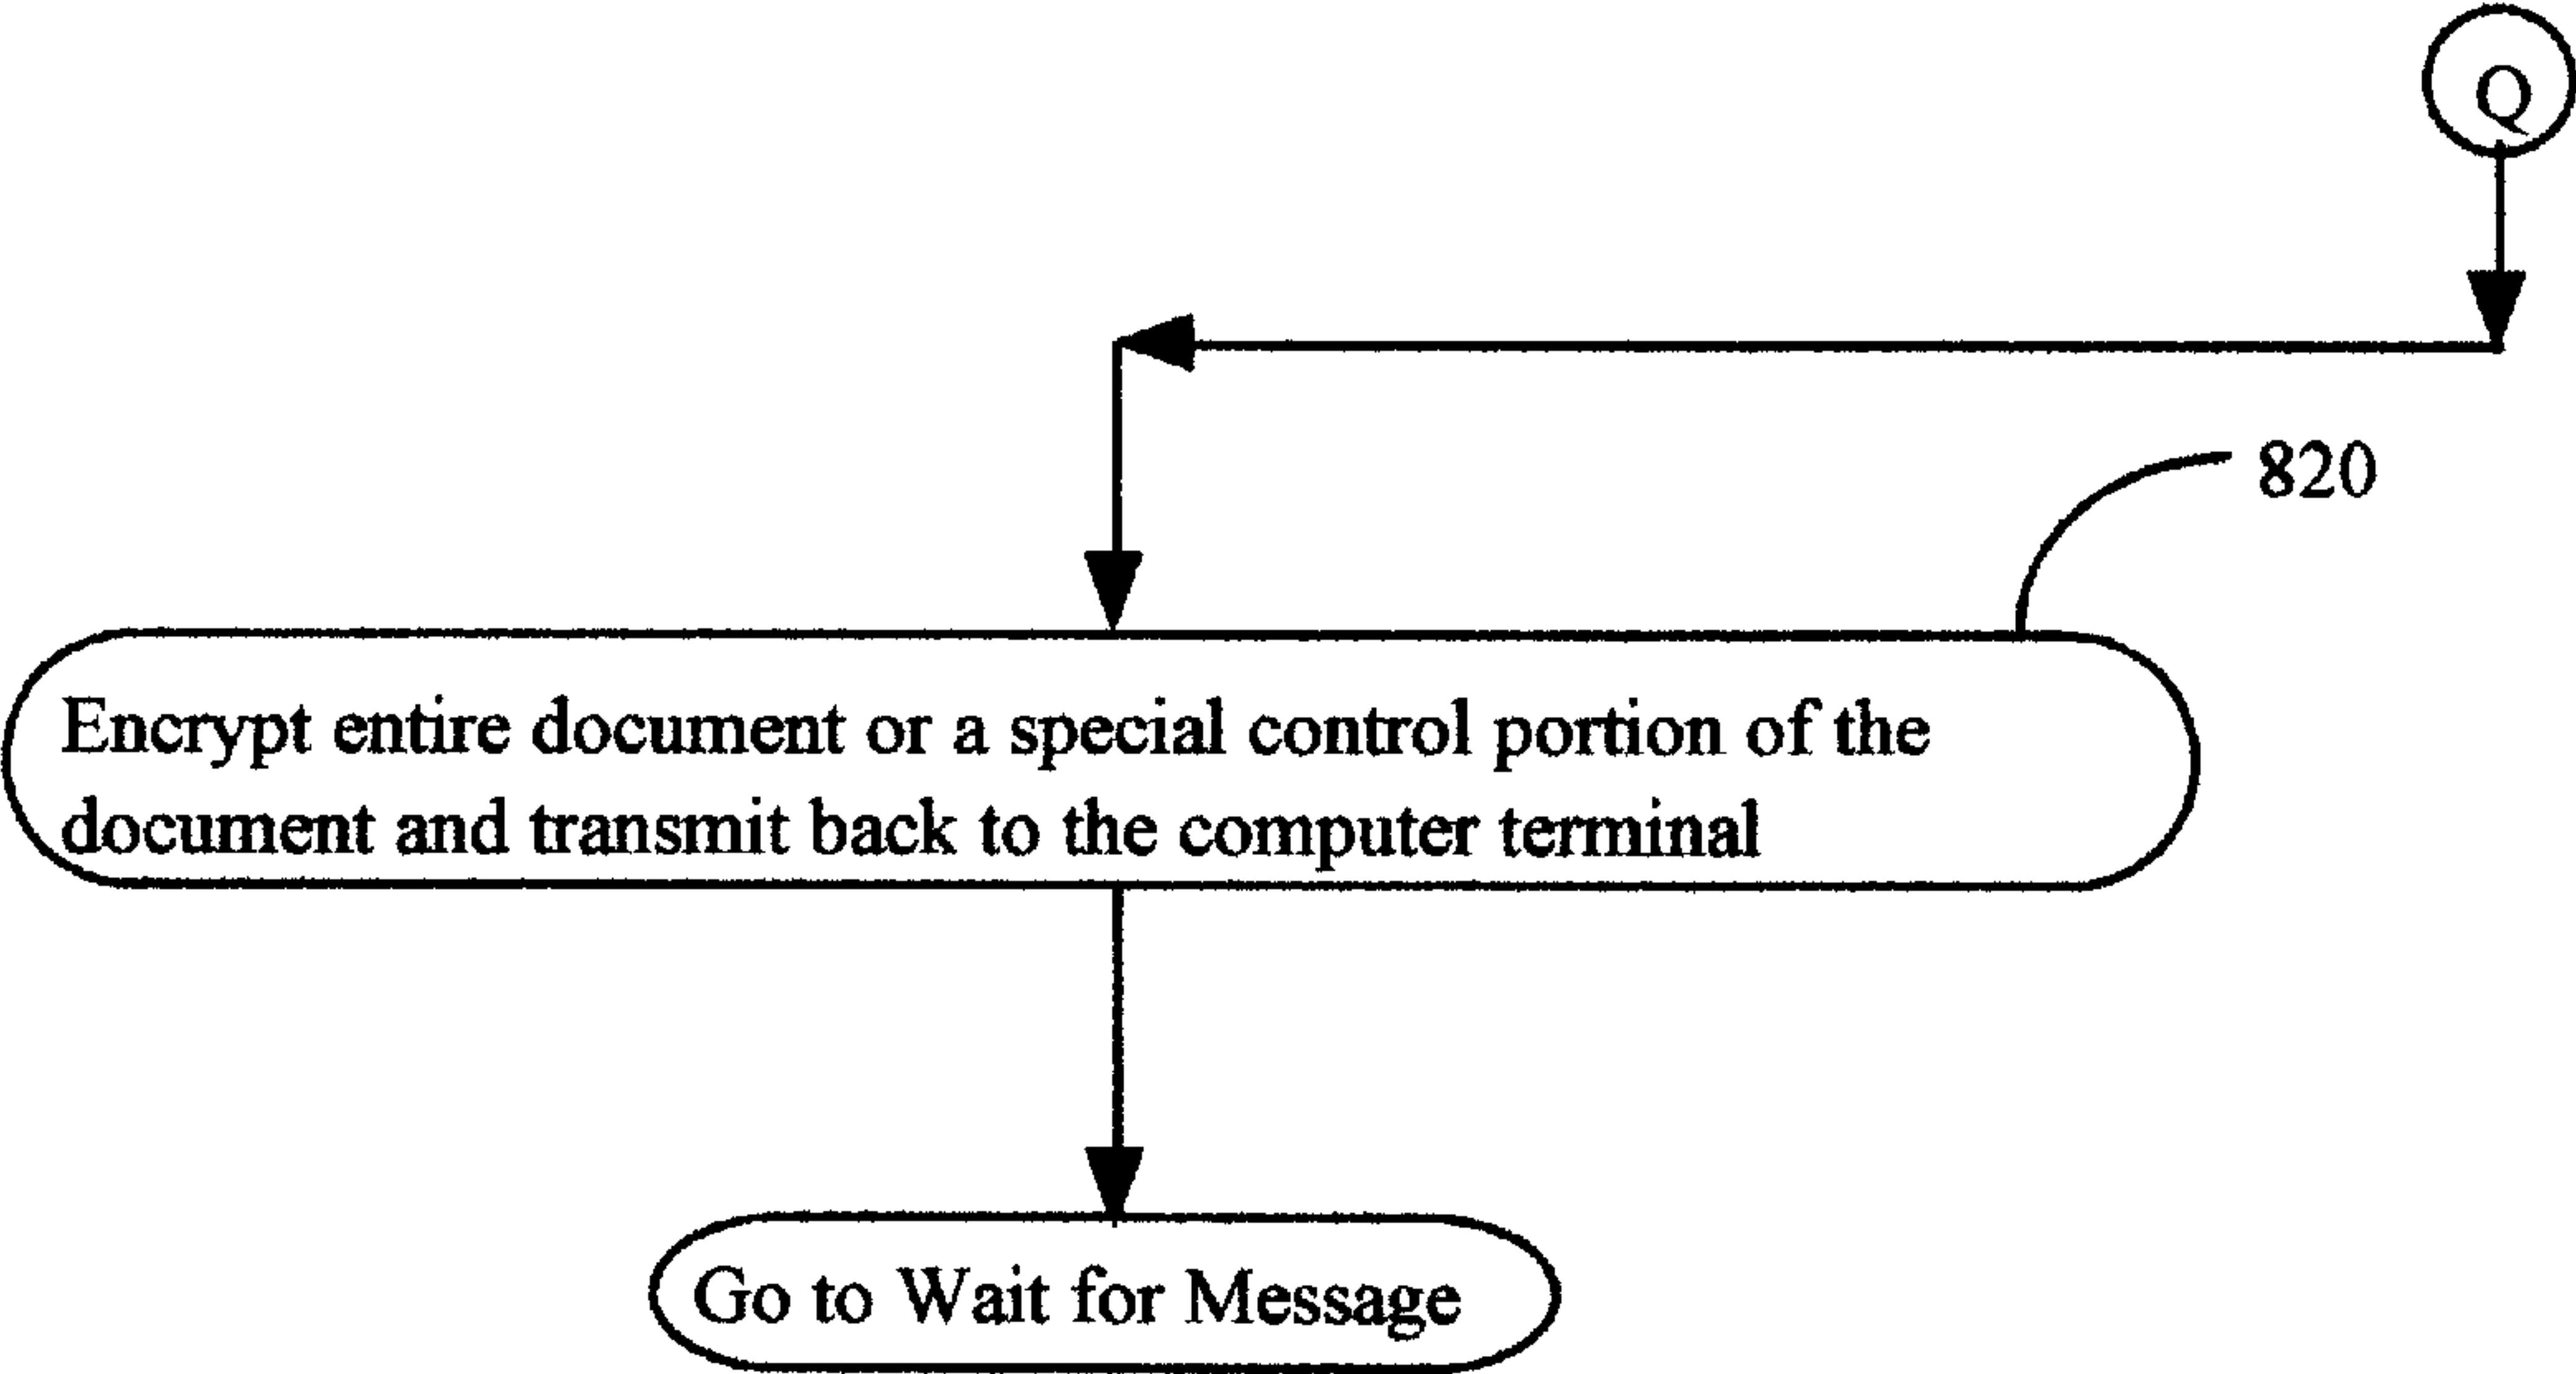 Q
820
Encrypt entire document or a special control portion of the
document and transmit back to the computer terminal
Go to Wait for Message